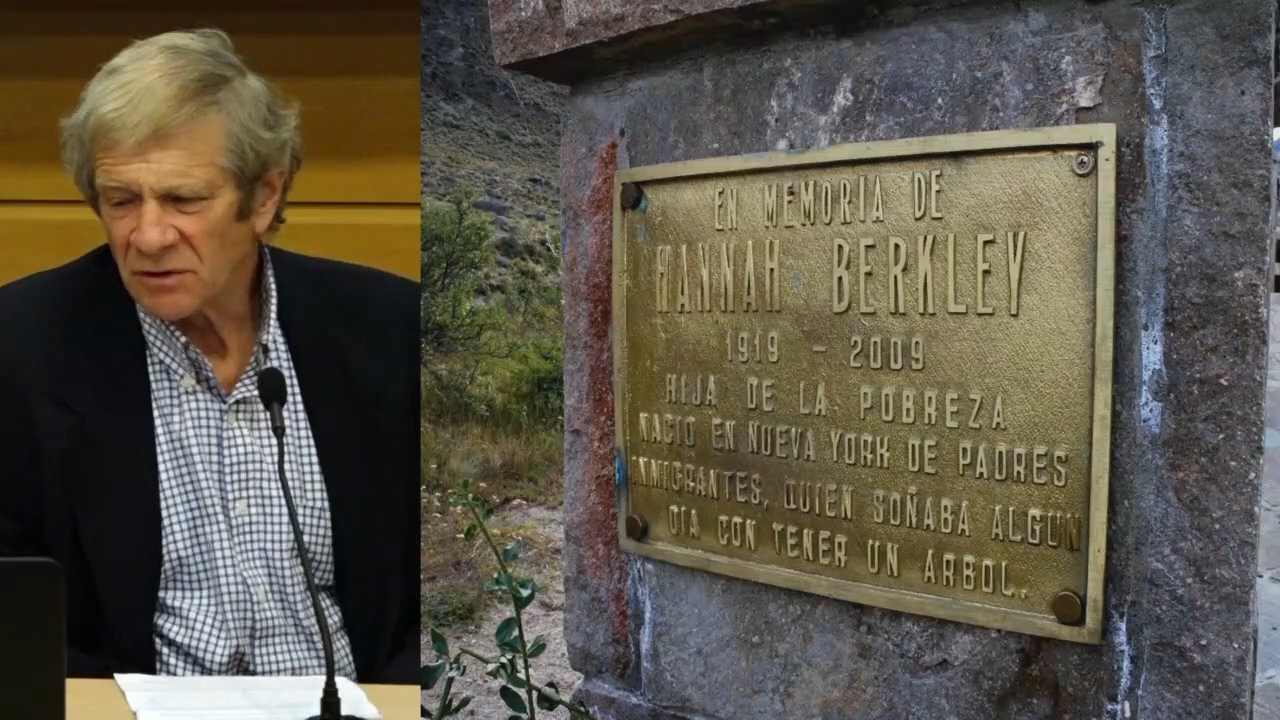 EN MEMORIA DE
HANNAH BERKLEY
1919 - 2009
HIJA DE LA POBREZA
NACIO EN NUEVA YORK DE PADRES
INMIGRANTES, QUIEN SOÑABA ALGUN
DIA CON TENER UN ÁRBOL.